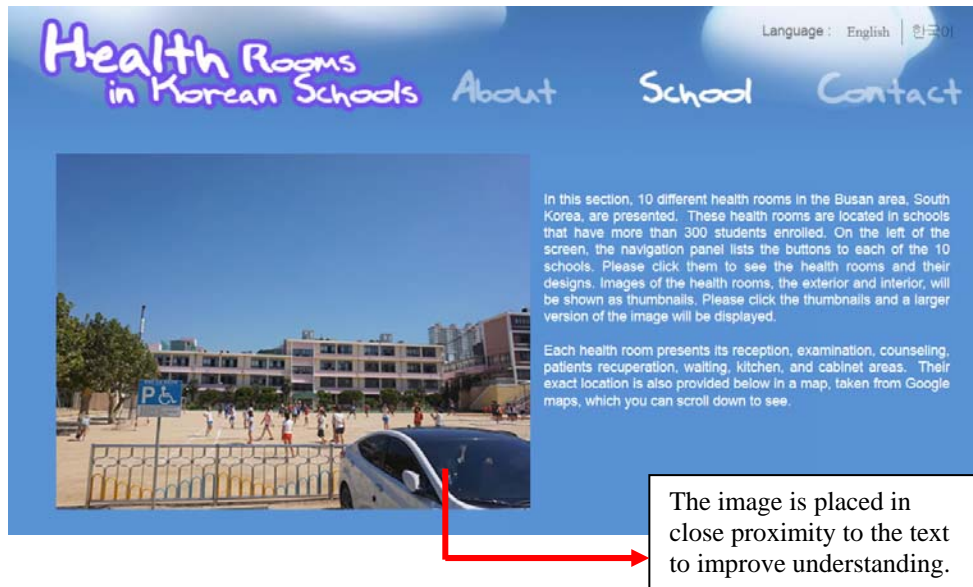 Language : English | 한국어
Health Rooms
in Korean Schools
About School Contact
In this section, 10 different health rooms in the Busan area, South
Korea, are presented. These health rooms are located in schools
that have more than 300 students enrolled. On the left of the
screen, the navigation panel lists the buttons to each of the 10
schools. Please click them to see the health rooms and their
designs. Images of the health rooms, the exterior and interior, will
be shown as thumbnails. Please click the thumbnails and a larger
version of the image will be displayed.
Each health room presents its reception, examination, counseling,
patients recuperation, waiting, kitchen, and cabinet areas. Their
exact location is also provided below in a map, taken from Google
maps, which you can scroll down to see.
P
The image is placed in
close proximity to the text
to improve understanding.